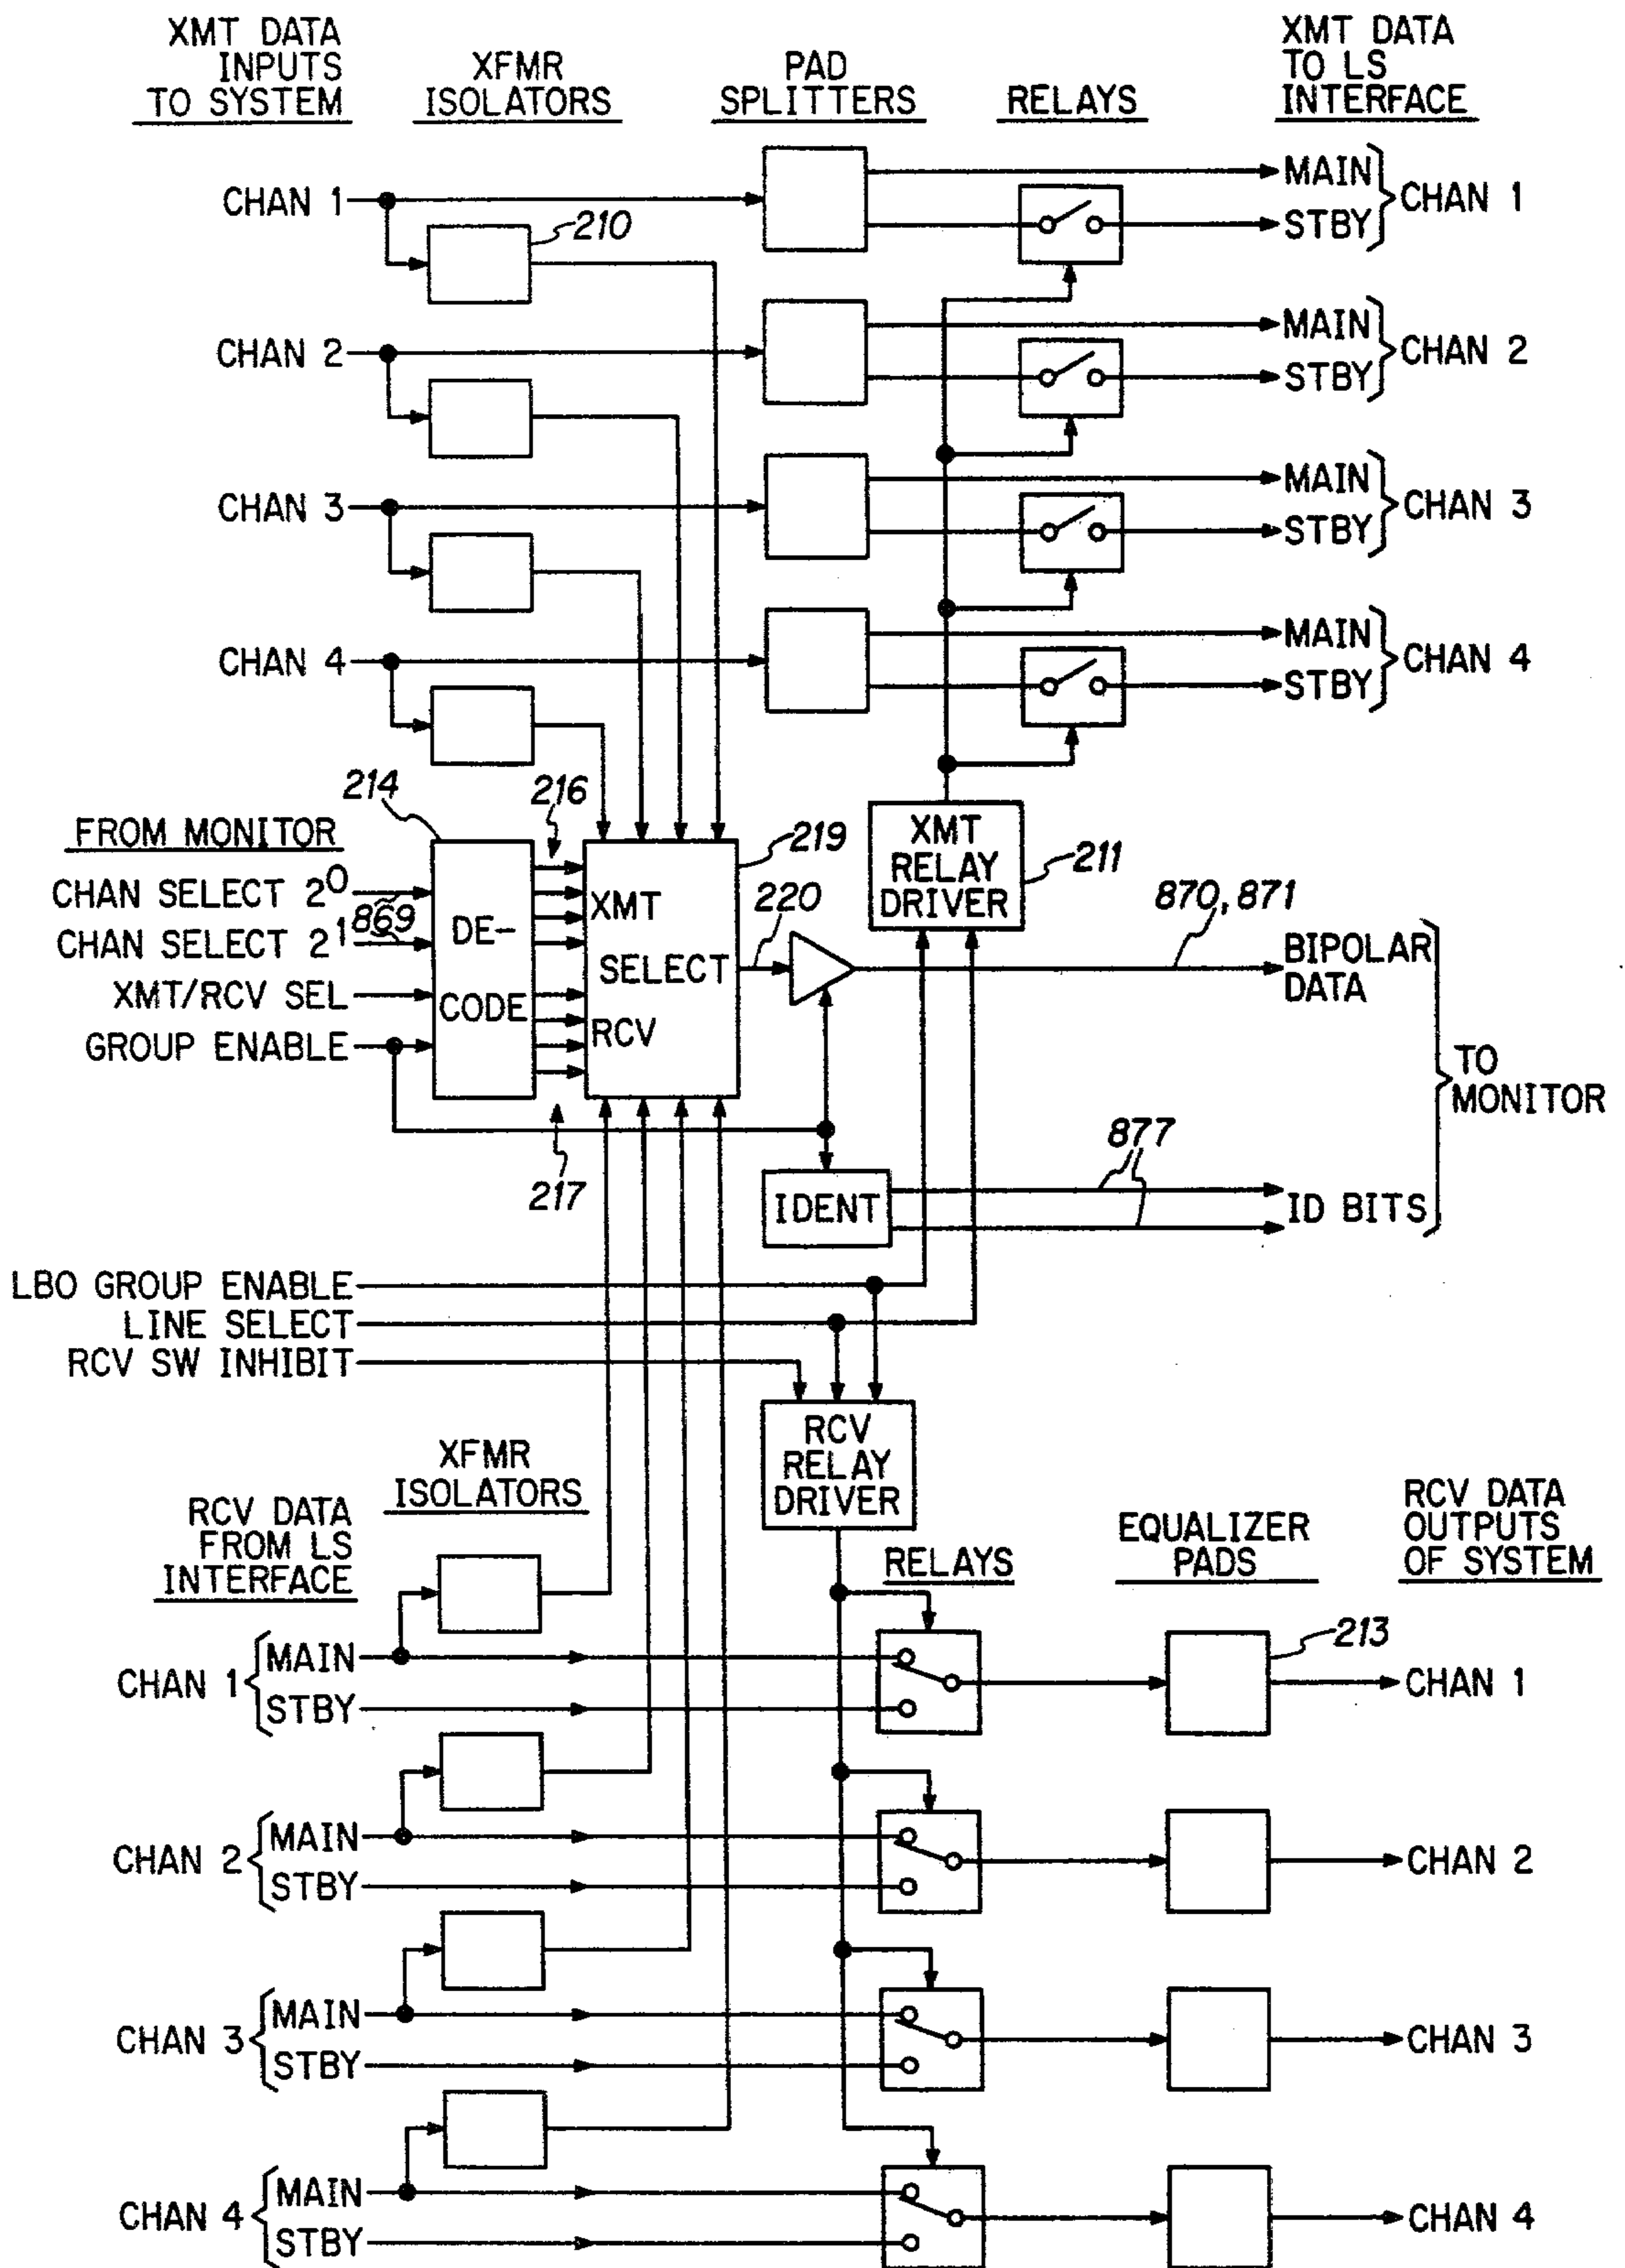 XMT DATA
INPUTS
TO SYSTEM
XFMR
ISOLATORS
PAD
SPLITTERS
RELAYS
XMT DATA
TO LS
INTERFACE
CHAN 1
210
MAIN
STBY
CHAN 1
CHAN 2
MAIN
STBY
CHAN 2
CHAN 3
MAIN
STBY
CHAN 3
CHAN 4
MAIN
STBY
CHAN 4
214
216
219
FROM MONITOR
CHAN SELECT 2⁰
869
CHAN SELECT 2¹
XMT/RCV SEL
GROUP ENABLE
DE-
CODE
XMT
SELECT
RCV
220
XMT
RELAY
DRIVER
211
870, 871
BIPOLAR
DATA
TO
MONITOR
217
IDENT
877
ID BITS
LBO GROUP ENABLE
LINE SELECT
RCV SW INHIBIT
RCV
RELAY
DRIVER
XFMR
ISOLATORS
RCV DATA
FROM LS
INTERFACE
RELAYS
EQUALIZER
PADS
RCV DATA
OUTPUTS
OF SYSTEM
213
CHAN 1
MAIN
STBY
CHAN 1
CHAN 2
MAIN
STBY
CHAN 2
CHAN 3
MAIN
STBY
CHAN 3
CHAN 4
MAIN
STBY
CHAN 4